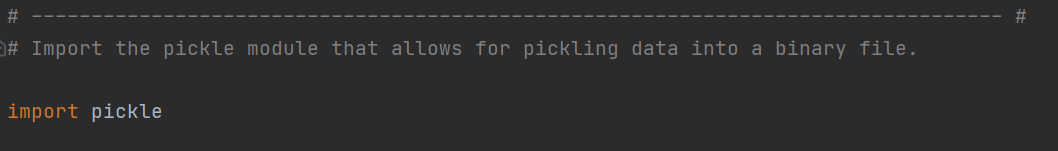 # ---------------------------------------------------------------------------------- #
# Import the pickle module that allows for pickling data into a binary file.
import pickle